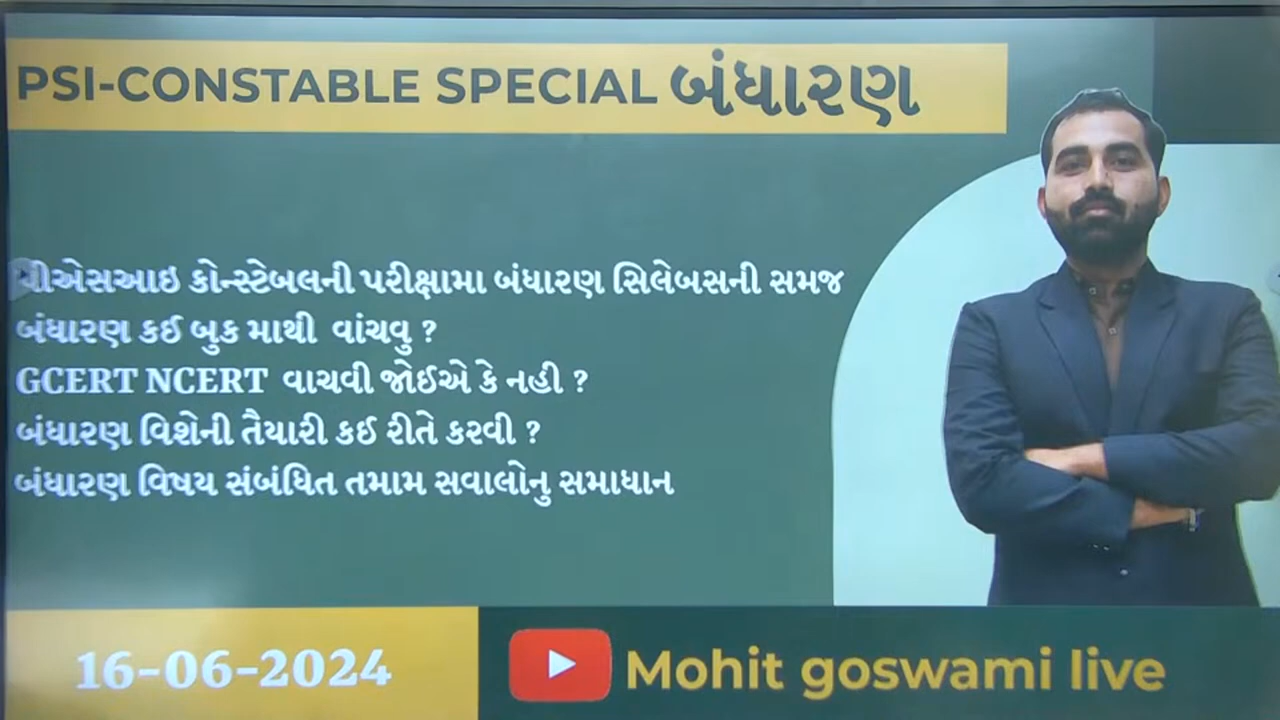 PSI-CONSTABLE SPECIAL બંધારણ
પીએસઆઇ કોન્સ્ટેબલની પરીક્ષામા બંધારણ સિલેબસની સમજ
બંધારણ કઈ બુક માથી વાંચવુ ?
GCERT NCERT વાચવી જોઈએ કે નહી ?
બંધારણ વિશેની તૈયારી કઈ રીતે કરવી ?
બંધારણ વિષય સંબંધિત તમામ સવાલોનુ સમાધાન
16-06-2024
Mohit goswami live